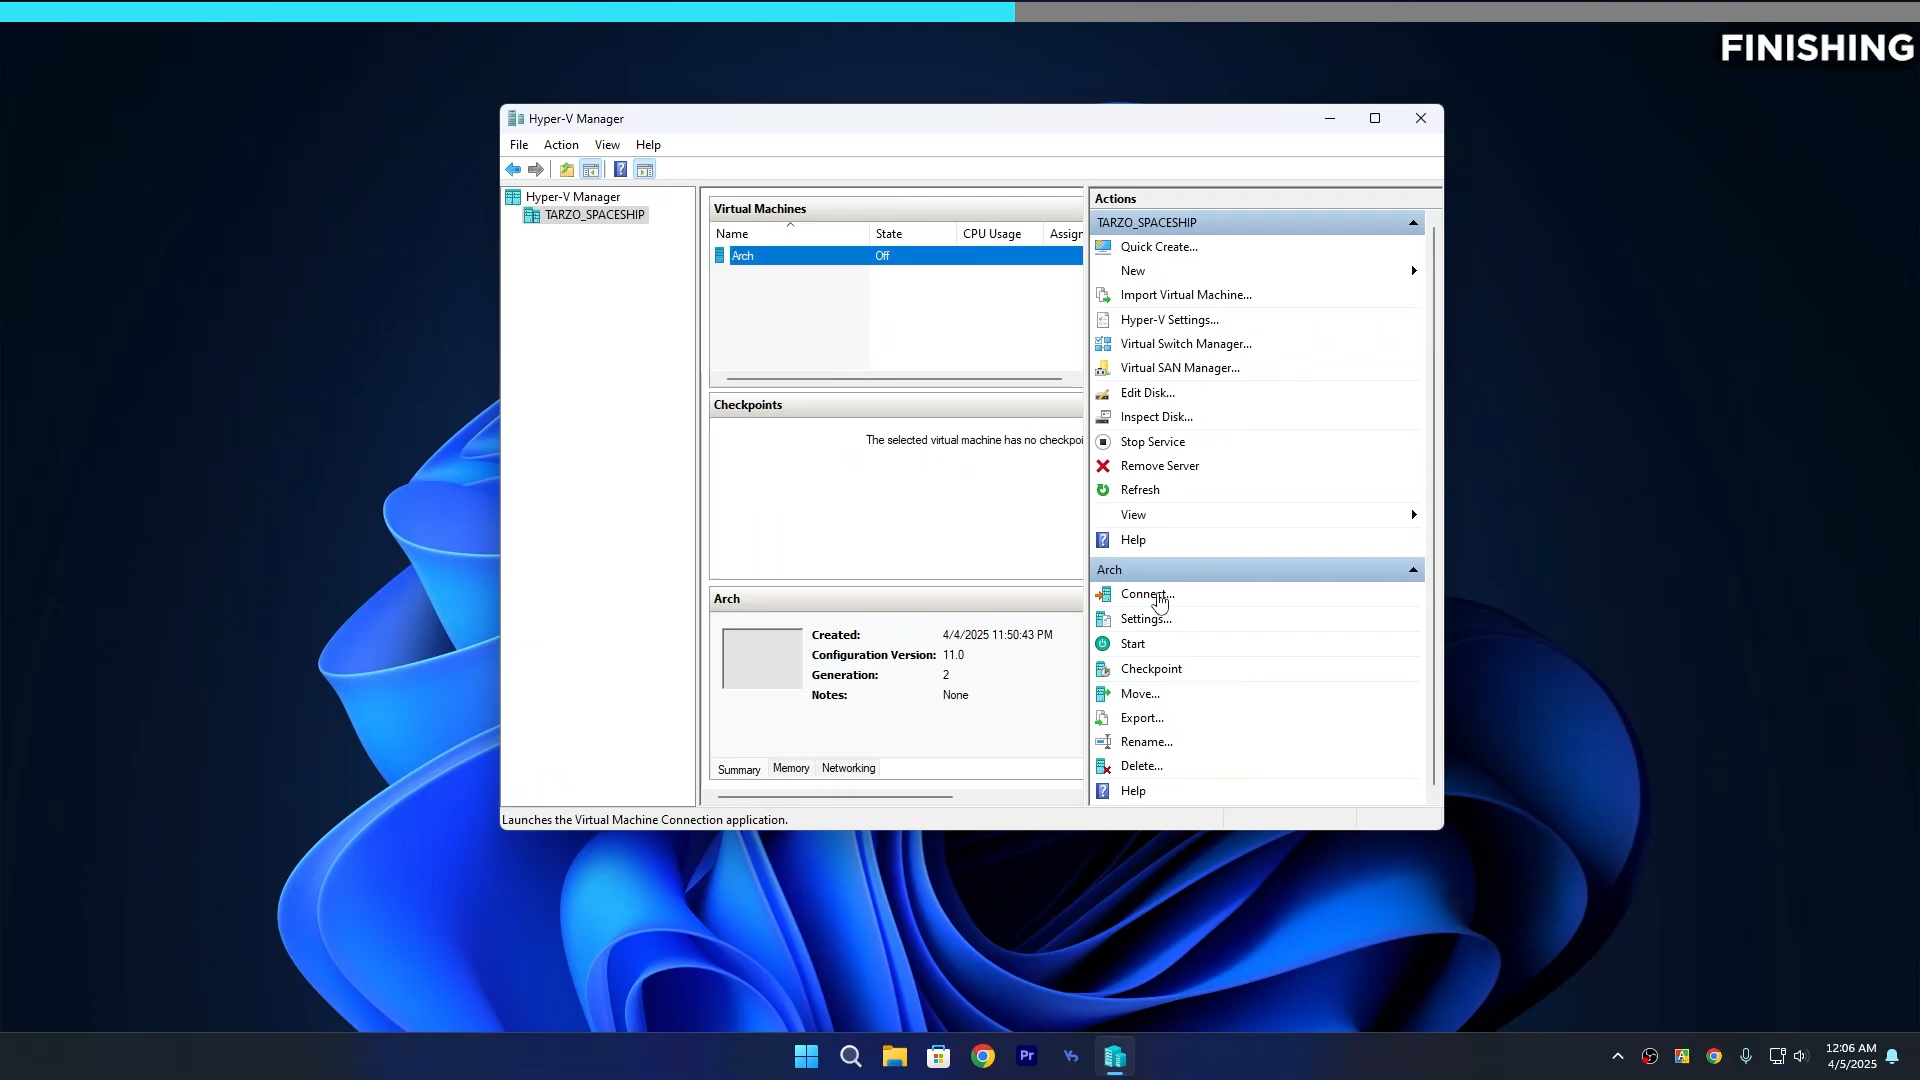 FINISHING
Hyper-V Manager
File Action View Help
Hyper-V Manager
TARZO_SPACESHIP
Virtual Machines
Name State CPU Usage Assign
Arch Off
Checkpoints
The selected virtual machine has no checkpoi
Arch
Created: 4/4/2025 11:50:43 PM
Configuration Version: 11.0
Generation: 2
Notes: None
Summary Memory Networking
Actions
TARZO_SPACESHIP
Quick Create...
New
Import Virtual Machine...
Hyper-V Settings...
Virtual Switch Manager...
Virtual SAN Manager...
Edit Disk...
Inspect Disk...
Stop Service
Remove Server
Refresh
View
Help
Arch
Connect...
Settings...
Start
Checkpoint
Move...
Export...
Rename...
Delete...
Help
Launches the Virtual Machine Connection application.
Pr
12:06 AM
4/5/2025